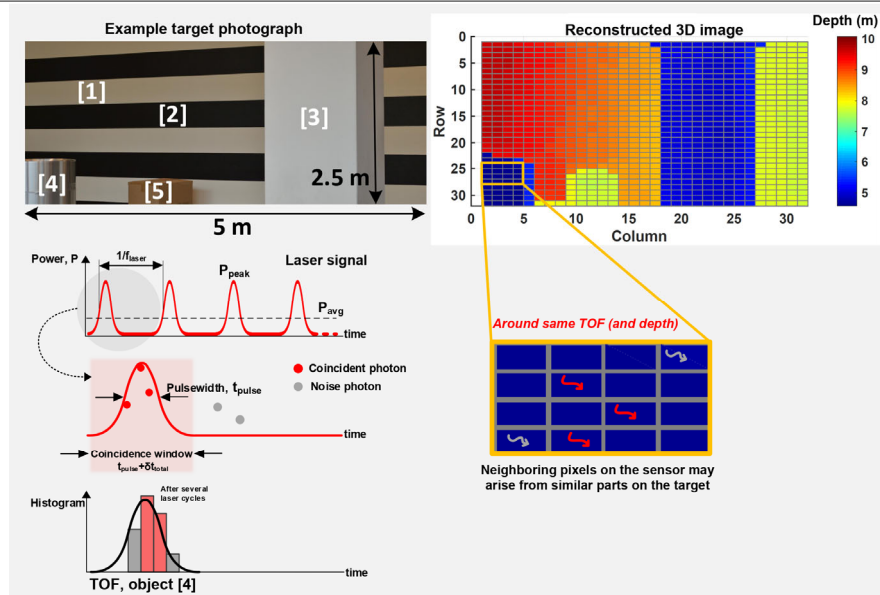 Example target photograph
[1]
[2]
[3]
[4]
[5]
2.5 m
5 m
Reconstructed 3D image
Depth (m)
0
5
10
15
20
25
30
Row
0 5 10 15 20 25 30
Column
10
9
8
7
6
5
Power, P
1/flaser
Ppeak
Laser signal
Pavg
time
Coincident photon
Noise photon
Pulsewidth, tpulse
time
Coincidence window
tpulse+δttotal
Histogram
After several
laser cycles
time
TOF, object [4]
Around same TOF (and depth)
Neighboring pixels on the sensor may
arise from similar parts on the target